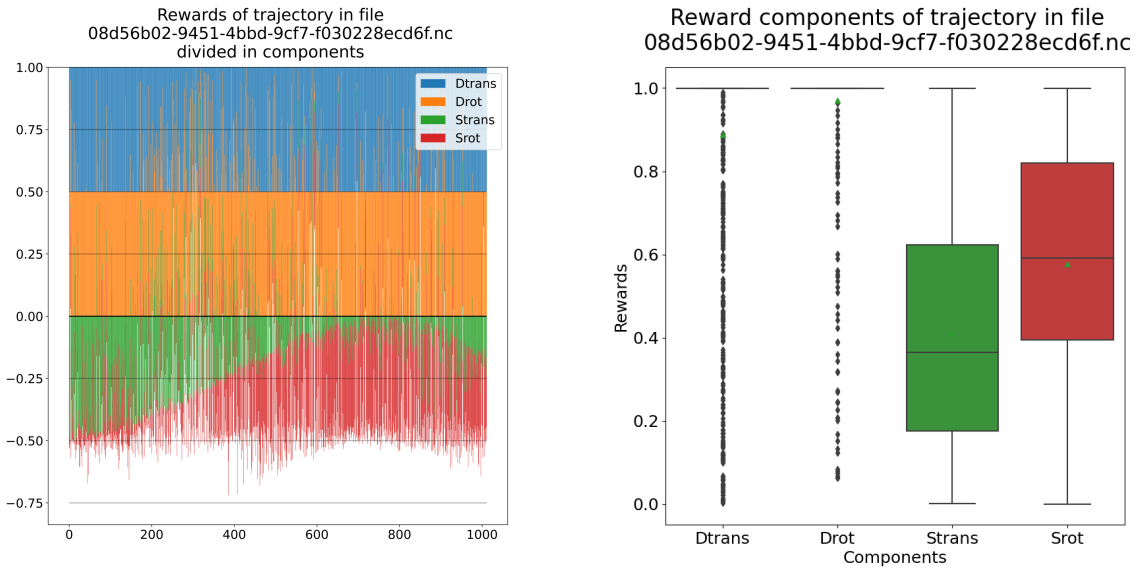 Rewards of trajectory in file
08d56b02-9451-4bbd-9cf7-f030228ecd6f.nc
divided in components
1.00
0.75
0.50
0.25
0.00
−0.25
−0.50
−0.75
0
200
400
600
800
1000
Dtrans
Drot
Strans
Srot
Reward components of trajectory in file
08d56b02-9451-4bbd-9cf7-f030228ecd6f.nc
Rewards
1.0
0.8
0.6
0.4
0.2
0.0
Dtrans
Drot
Strans
Srot
Components